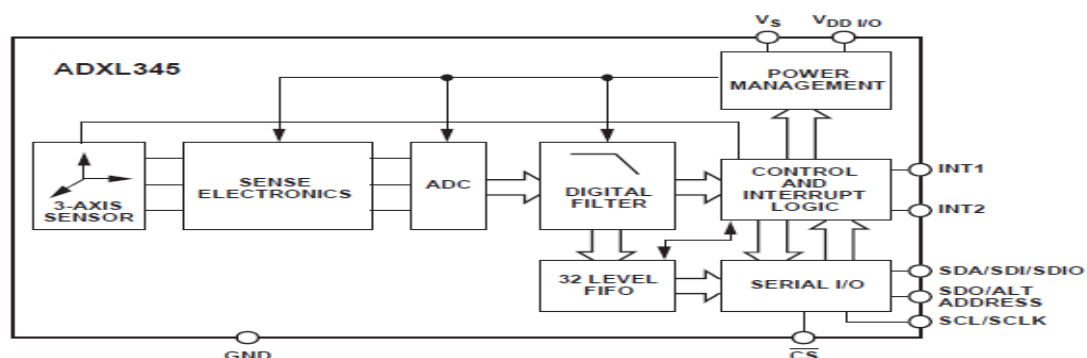 VS
VDD I/O
ADXL345
POWER
MANAGEMENT
3-AXIS
SENSOR
SENSE
ELECTRONICS
ADC
DIGITAL
FILTER
CONTROL
AND
INTERRUPT
LOGIC
INT1
INT2
32 LEVEL
FIFO
SERIAL I/O
SDA/SDI/SDIO
SDO/ALT
ADDRESS
SCL/SCLK
GND
CS